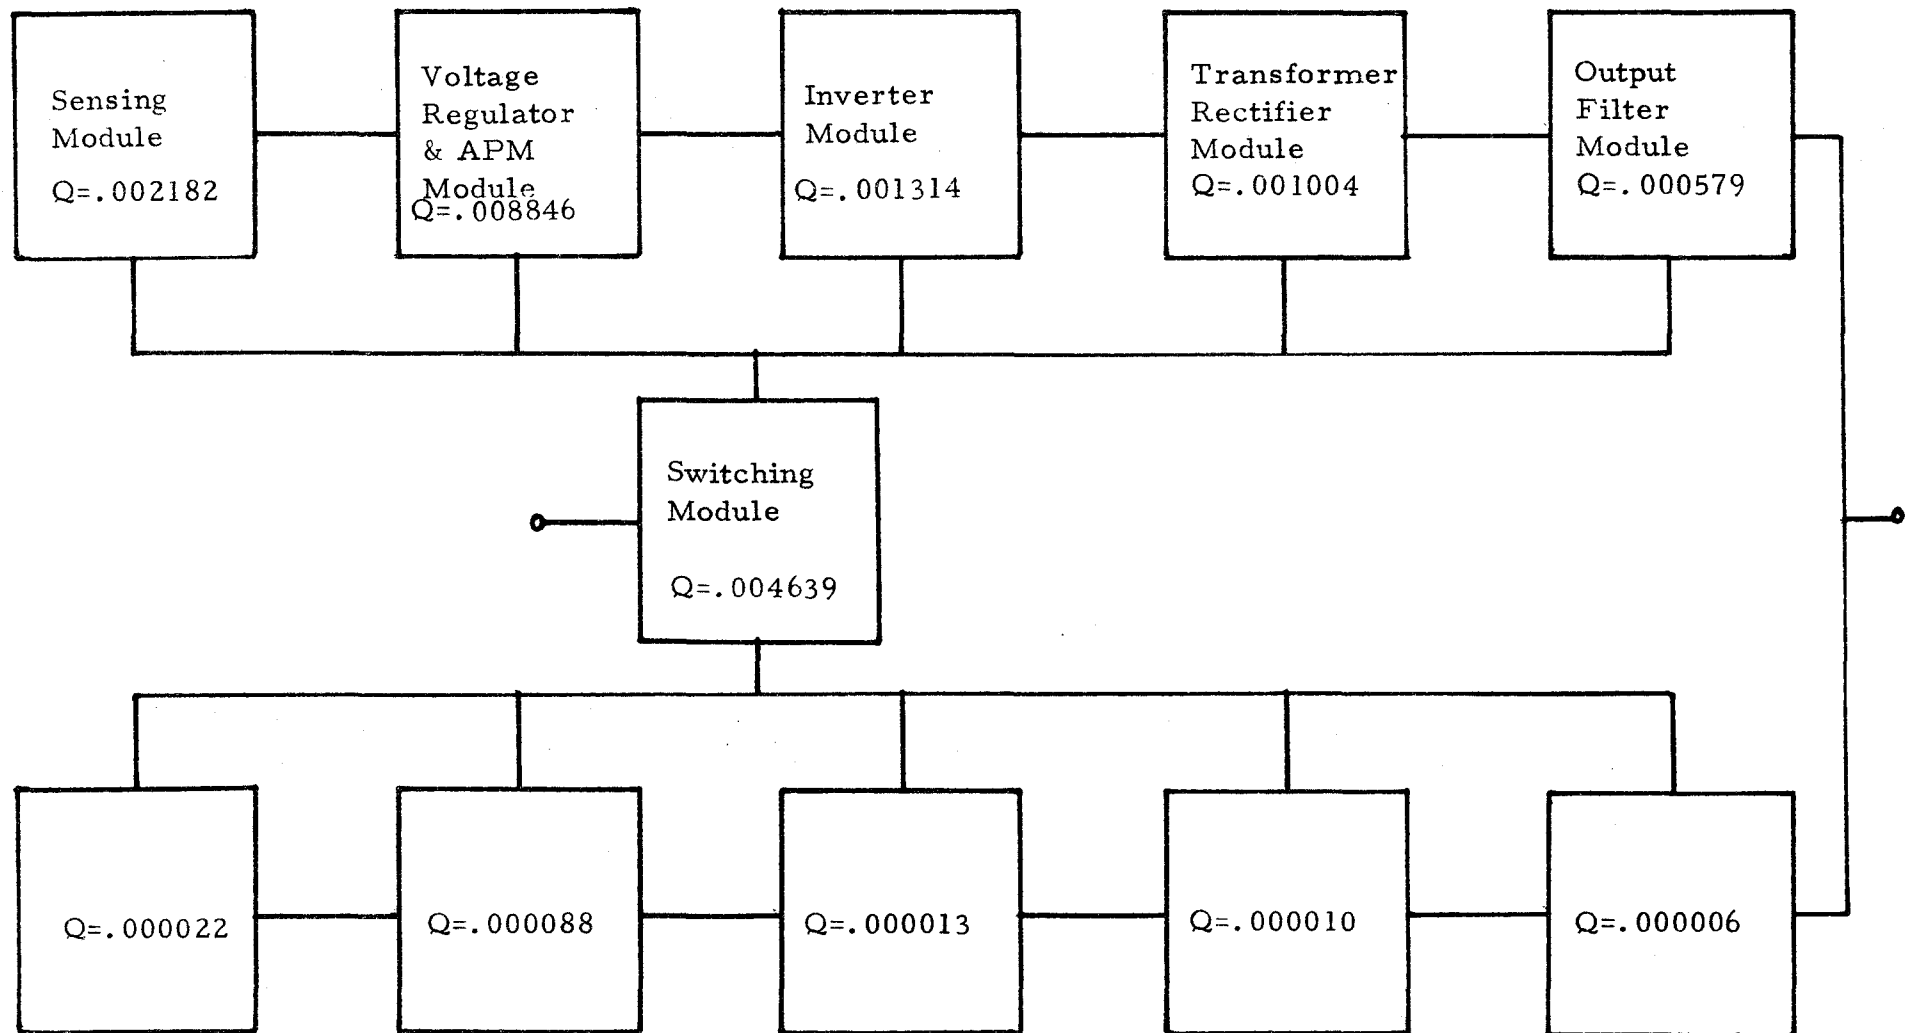 Sensing
Module
Q=.002182
Voltage
Regulator
& APM
Module
Q=.008846
Inverter
Module
Q=.001314
Transformer
Rectifier
Module
Q=.001004
Output
Filter
Module
Q=.000579
Switching
Module
Q=.004639
Q=.000022
Q=.000088
Q=.000013
Q=.000010
Q=.000006